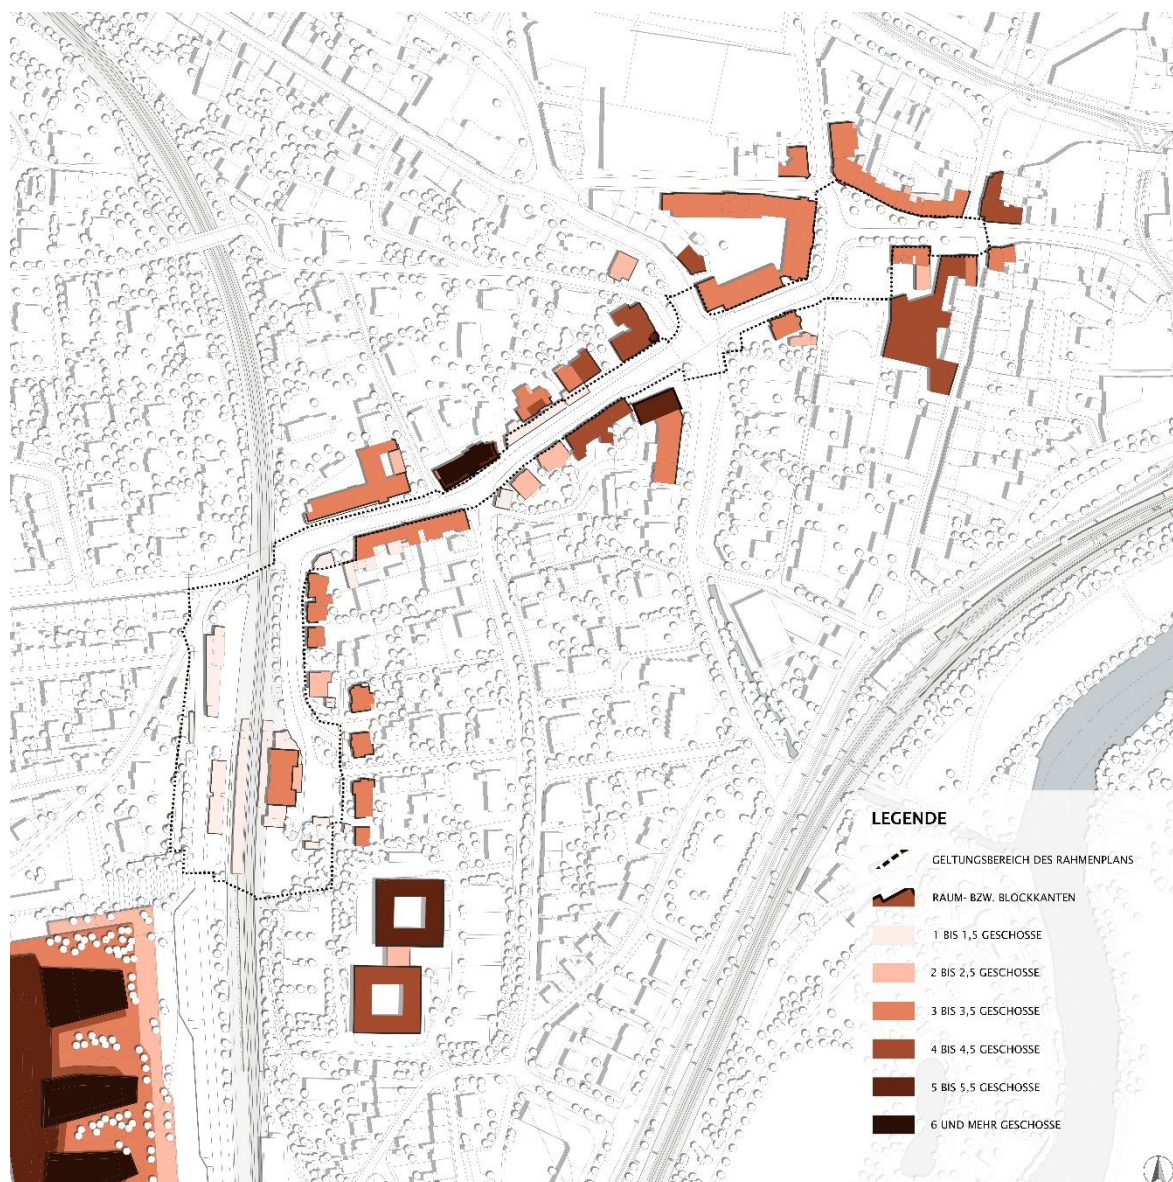 LEGENDE
GELTUNGSBEREICH DES RAHMENPLANS
RAUM- BZW. BLOCKKANTEN
1 BIS 1,5 GESCHOSSE
2 BIS 2,5 GESCHOSSE
3 BIS 3,5 GESCHOSSE
4 BIS 4,5 GESCHOSSE
5 BIS 5,5 GESCHOSSE
6 UND MEHR GESCHOSSE